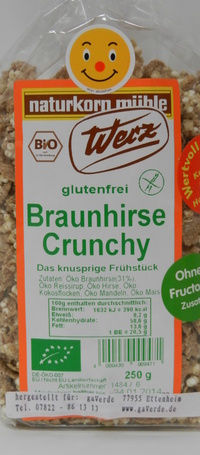 naturkorn mühle
Werz
BIO
glutenfrei
Braunhirse
Crunchy
Das knusprige Frühstück
Zutaten: Öko Braunhirse(31%),
Öko Reissirup, Öko Hirse, Öko
Kokosflocken, Öko Mandeln, Öko Mais
100g enthalten durchschnittlich:
Brennwert:
Eiweiß:
Kohlenhydrate:
Fett:
250 g
Wertvoll
Ohne
Fructo
Zusat
hergestellt für: gaVerde 77955 Ettenheim
Tel. 07822 - 86 13 13 www.gaVerde.de